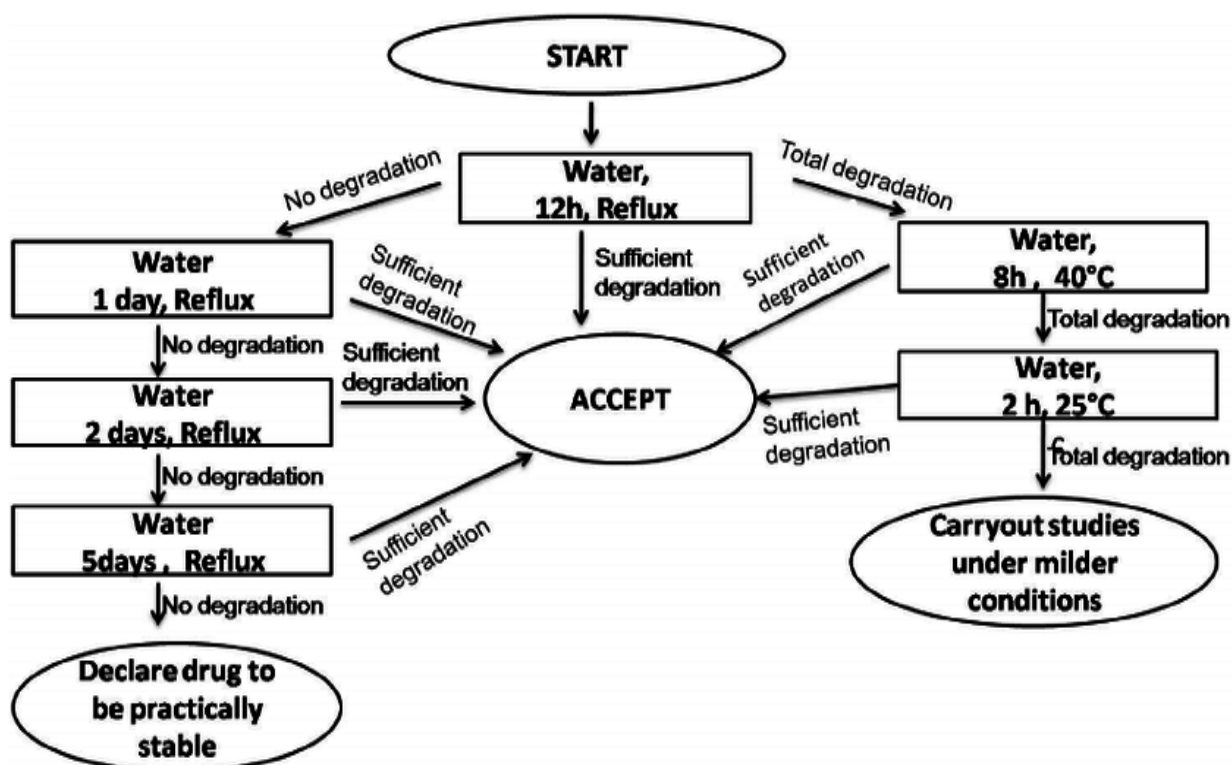 START
Water,
12h, Reflux
No degradation
Total degradation
Water
1 day, Reflux
Sufficient
degradation
Sufficient
degradation
Sufficient
degradation
Water,
8h , 40°C
No degradation
Total degradation
Water
2 days, Reflux
Sufficient
degradation
ACCEPT
Water,
2 h, 25°C
Sufficient
degradation
No degradation
Total degradation
Water
5days , Reflux
Sufficient
degradation
Carryout studies
under milder
conditions
No degradation
Declare drug to
be practically
stable